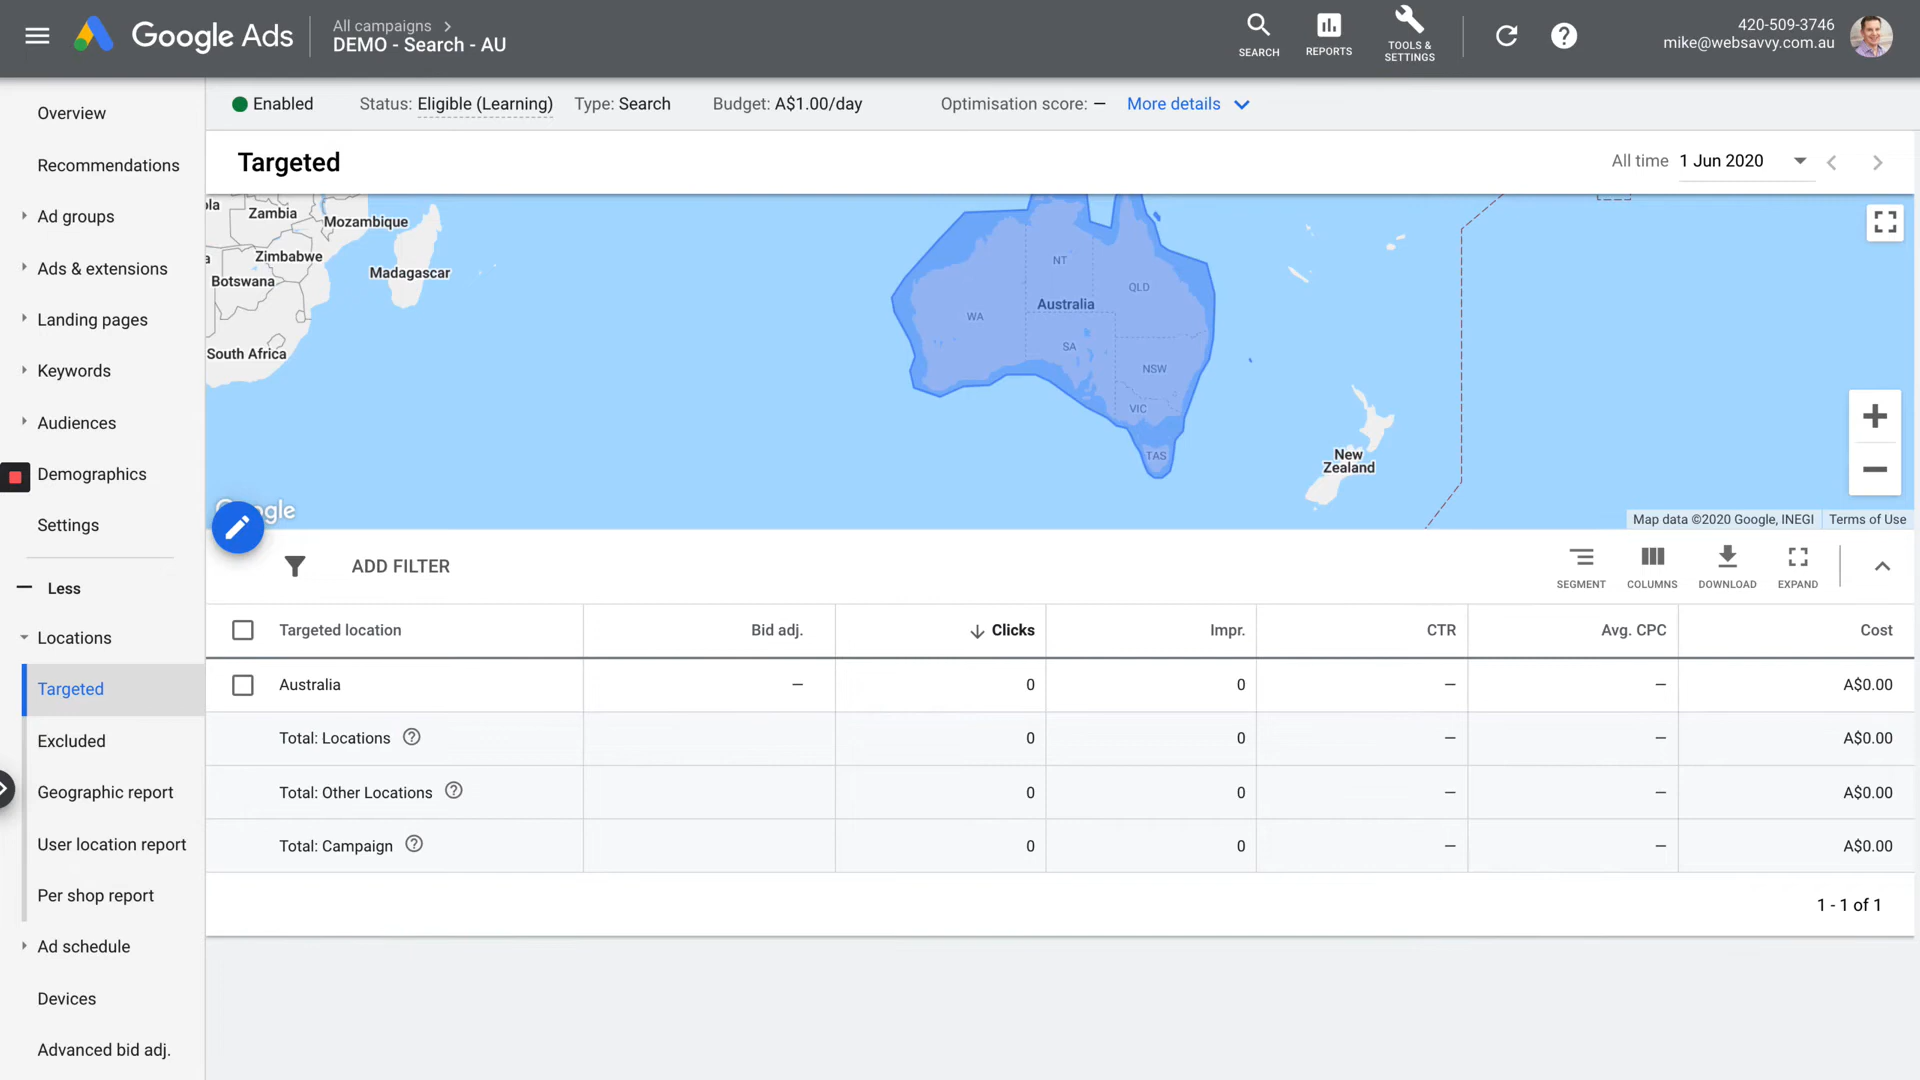 Google Ads
All campaigns
DEMO - Search - AU
SEARCH
REPORTS
TOOLS &
SETTINGS
420-509-3746
mike@websavvy.com.au
Enabled
Status: Eligible (Learning)
Type: Search
Budget: A$1.00/day
Optimisation score: –
More details
Overview
Recommendations
Ad groups
Ads & extensions
Landing pages
Keywords
Audiences
Demographics
Settings
Less
Locations
Targeted
Excluded
Geographic report
User location report
Per shop report
Ad schedule
Devices
Advanced bid adj.
Targeted
All time 1 Jun 2020
Zambia
Mozambique
Zimbabwe
Madagascar
Botswana
South Africa
NT
QLD
Australia
WA
SA
NSW
VIC
TAS
New
Zealand
Map data ©2020 Google, INEGI
Terms of Use
ADD FILTER
SEGMENT
COLUMNS
DOWNLOAD
EXPAND
Targeted location Bid adj. Clicks Impr. CTR Avg. CPC Cost
Australia – 0 0 – – A$0.00
Total: Locations 0 0 – – A$0.00
Total: Other Locations 0 0 – – A$0.00
Total: Campaign 0 0 – – A$0.00
1 - 1 of 1